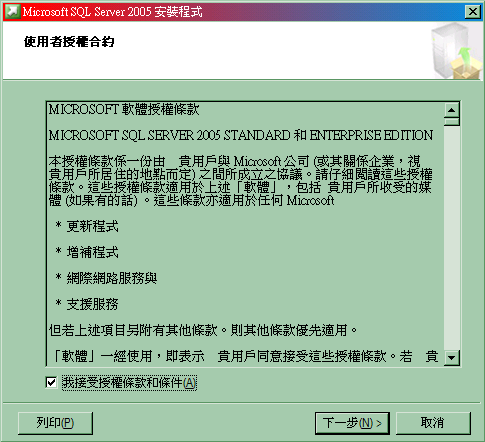 Microsoft SQL Server 2005 安裝程式
使用者授權合約
MICROSOFT 軟體授權條款
MICROSOFT SQL SERVER 2005 STANDARD 和 ENTERPRISE EDITION
本授權條款係一份由　貴用戶與 Microsoft 公司 (或其關係企業，視
貴用戶所居住的地點而定) 之間所成立之協議。請仔細閱讀這些授權
條款。這些授權條款適用於上述「軟體」，包括 貴用戶所收受的媒
體 (如果有的話) 。這些條款亦適用於任何 Microsoft
* 更新程式
* 增補程式
* 網際網路服務與
* 支援服務
但若上述項目另附有其他條款。則其他條款優先適用。
「軟體」一經使用，即表示　貴用戶同意接受這些授權條款。若　貴
我接受授權條款和條件(A)
列印(P)
下一步(N) >
取消